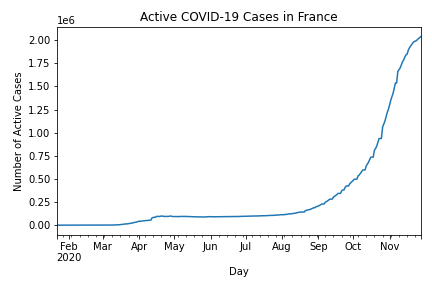 Active COVID-19 Cases in France
1e6
2.00
1.75
1.50
1.25
1.00
0.75
0.50
0.25
0.00
Number of Active Cases
Feb Mar Apr May Jun Jul Aug Sep Oct Nov
2020
Day